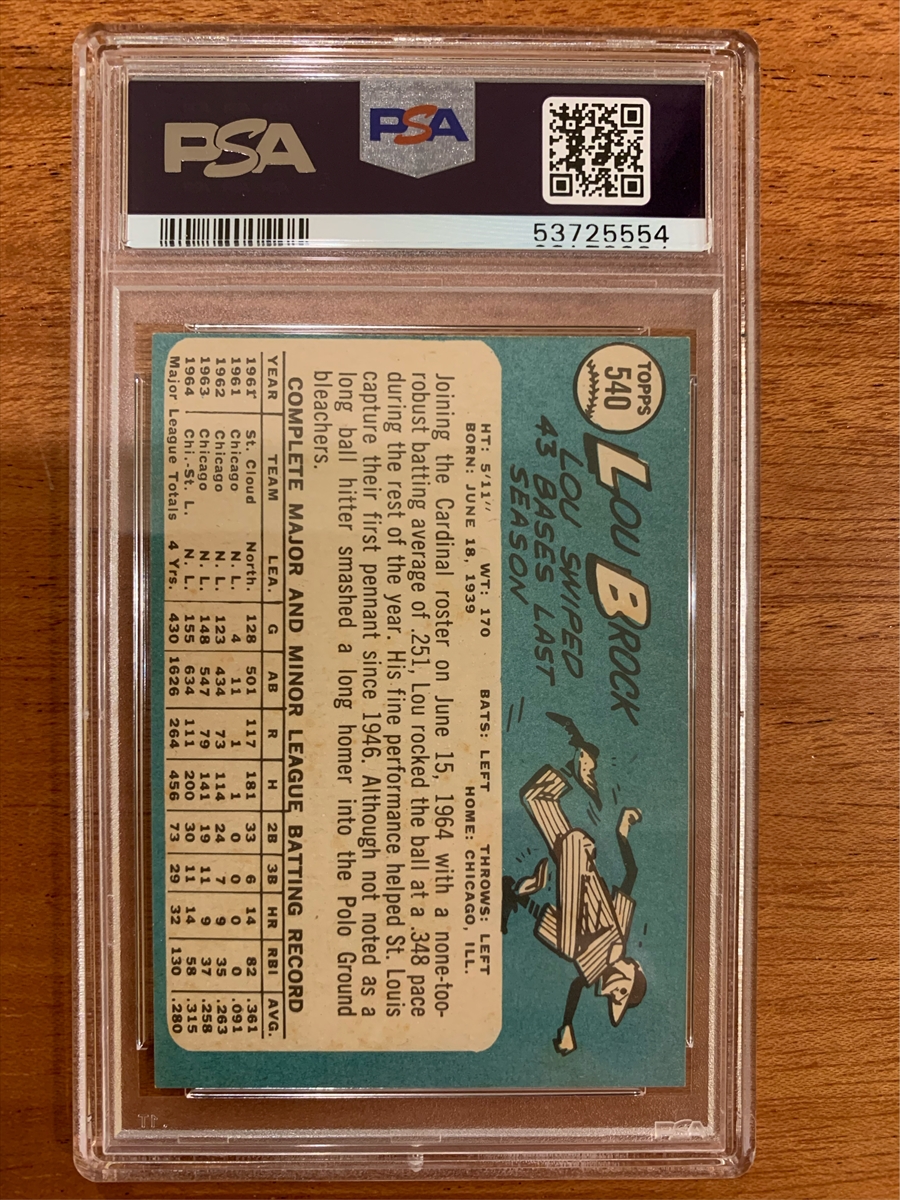 PSA
PSA
53725554
TOPPS
540
LOU BROCK
LOU SWIPED
43 BASES LAST
SEASON
HT: 5'11" WT: 170 BATS: LEFT THROWS: LEFT
BORN: JUNE 18, 1939 HOME: CHICAGO, ILL.
Joining the Cardinal roster on June 15, 1964 with a none-too-
robust batting average of .251, Lou rocked the ball at a .348 pace
during the rest of the year. His fine performance helped St. Louis
capture their first pennant since 1946. Although not noted as a
long ball hitter smashed a long homer into the Polo Ground
bleachers.
COMPLETE MAJOR AND MINOR LEAGUE BATTING RECORD
YEAR TEAM LEA. G AB R H 2B 3B HR RBI AVG.
1961 St. Cloud North. 128 501 117 181 33 6 14 82 .361
1961 Chicago N. L. 4 11 1 1 0 0 0 0 .091
1962 Chicago N. L. 123 434 73 114 24 7 9 35 .263
1963 Chicago N. L. 148 547 79 141 19 11 9 37 .258
1964 Chi.-St. L. N. L. 155 634 111 200 30 11 14 58 .315
Major League Totals 4 Yrs. 430 1626 264 456 73 29 32 130 .280
PSA